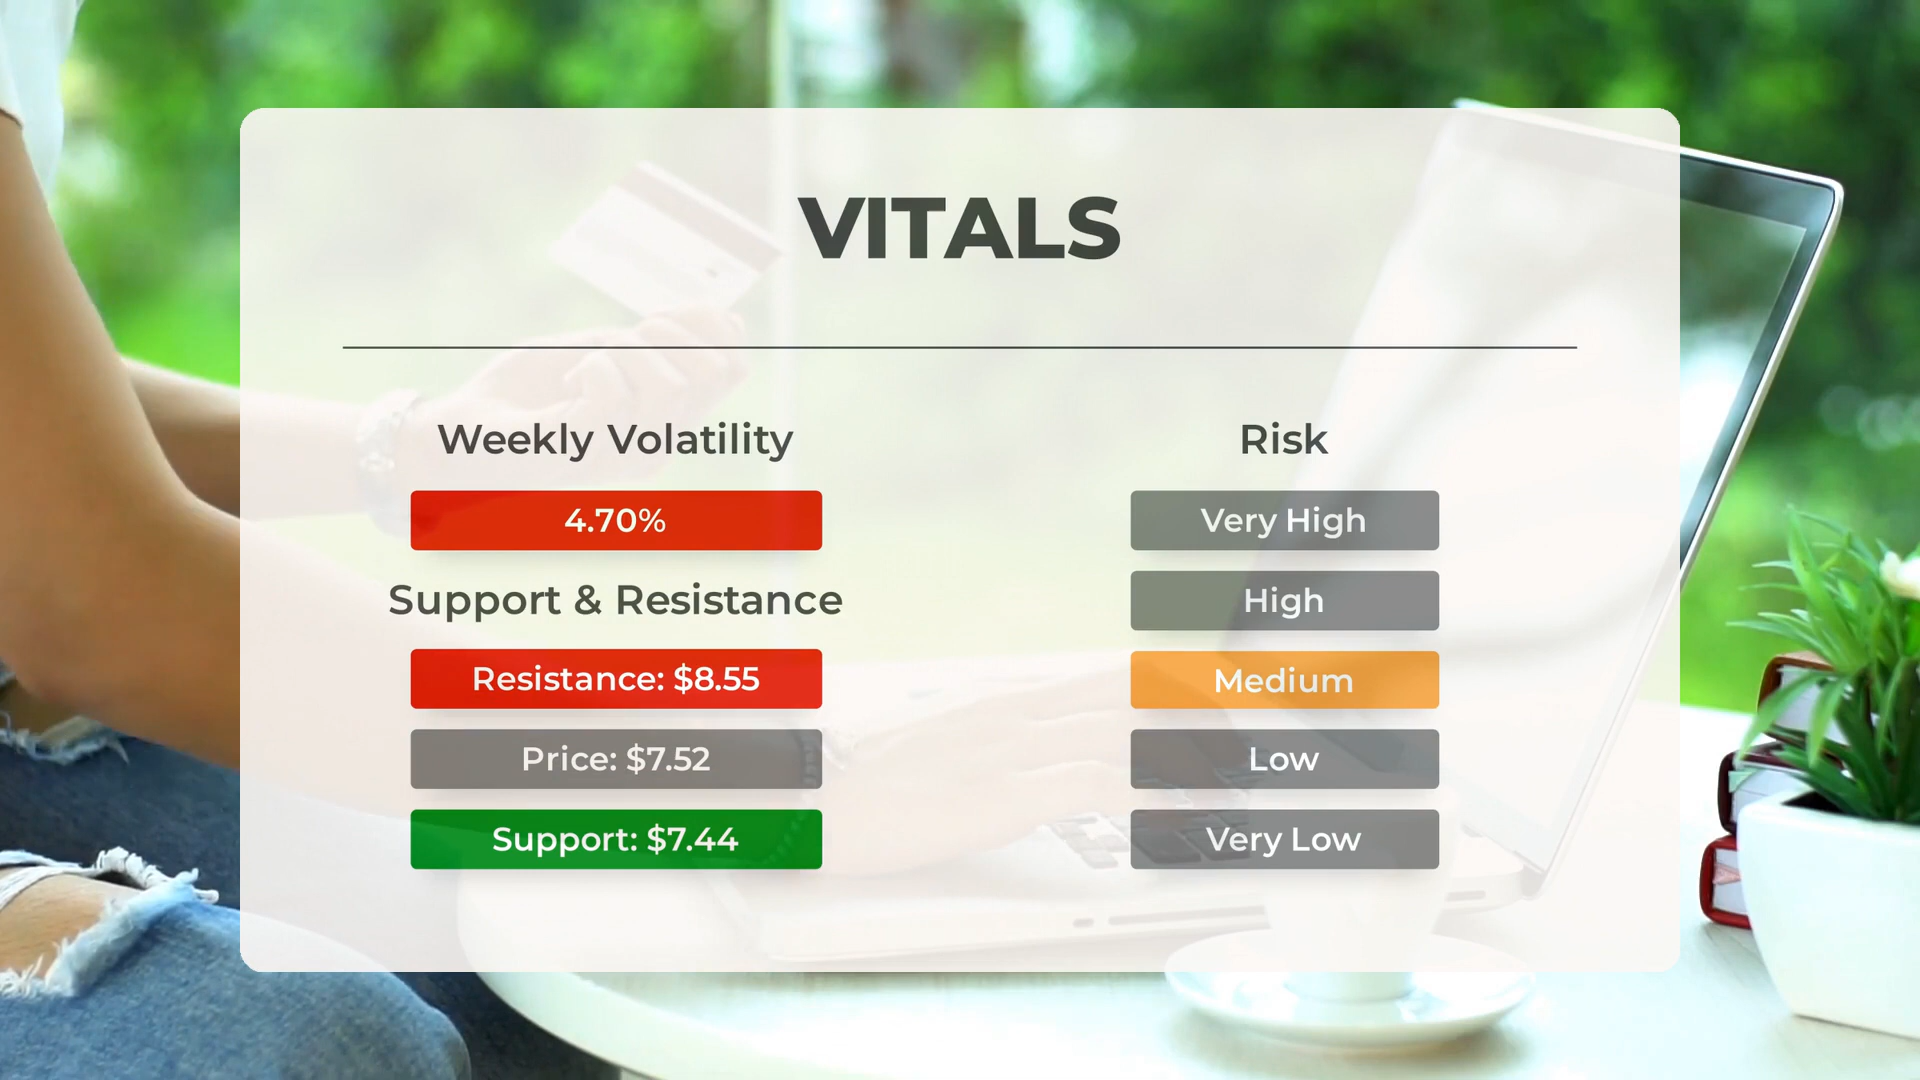 VITALS
Weekly Volatility
4.70%
Support & Resistance
Resistance: $8.55
Price: $7.52
Support: $7.44
Risk
Very High
High
Medium
Low
Very Low